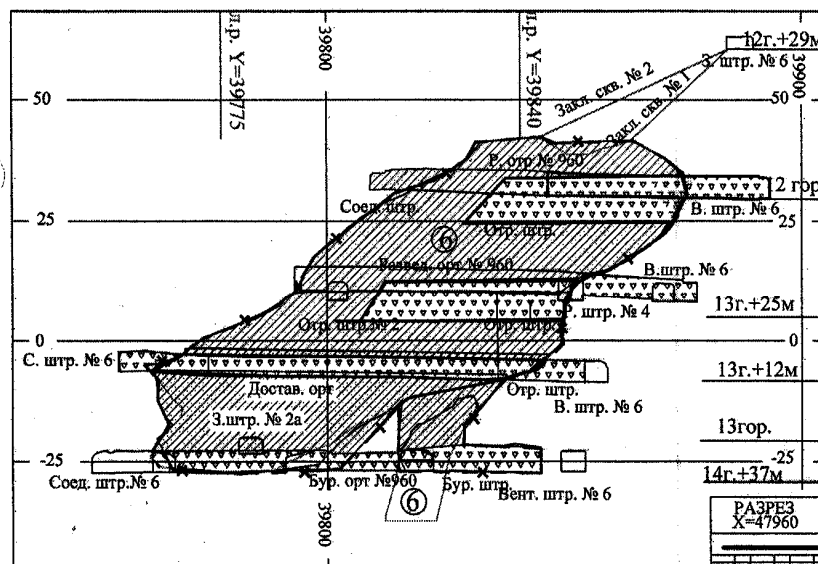 л.р. Y=39775
39800
л.р. Y=39840
39900
12г.+29м
З. штр. № 6
Закл. скв. № 2
Закл. скв. № 1
50
50
Р. отр № 960
12 гор.
Соед. штр.
В. штр. № 6
25
25
Отр. штр.
6
Развед. орт № 960
В.штр. № 6
Отр. штр.№ 2
Отр. штр.
Р. штр. № 4
13г.+25м
0
0
С. штр. № 6
13г.+12м
Достав. орт
Отр. штр.
В. штр. № 6
З.штр. № 2а
13гор.
-25
-25
Соед. штр.№ 6
Бур. орт №960
Бур. штр.
Вент. штр. № 6
14г.+37м
6
39800
РАЗРЕЗ
X=47960